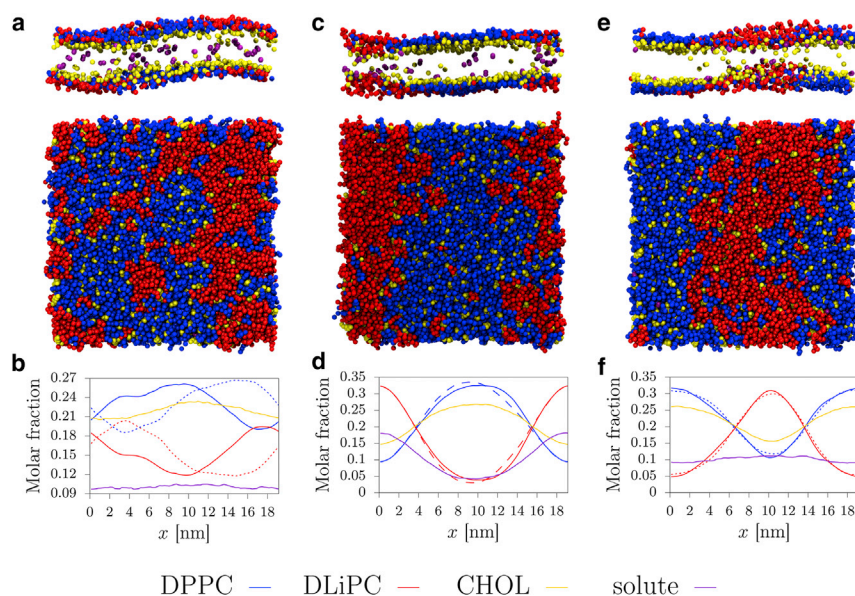 a
c
e
b
0.27
0.24
0.21
0.18
0.15
0.12
0.09
Molar fraction
0 2 4 6 8 10 12 14 16 18
x [nm]
d
0.35
0.3
0.25
0.2
0.15
0.1
0.05
0
Molar fraction
0 2 4 6 8 10 12 14 16 18
x [nm]
f
0.35
0.3
0.25
0.2
0.15
0.1
0.05
0
Molar fraction
0 2 4 6 8 10 12 14 16 18
x [nm]
DPPC DLiPC CHOL solute